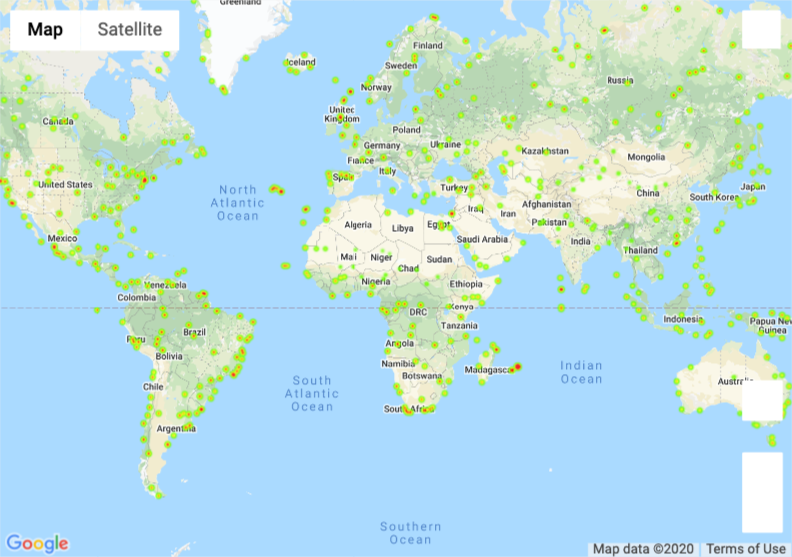 Greenland
Map
Satellite
Iceland
Finland
Sweden
Russia
Norway
Canada
United
Kingdom
Poland
Germany
Ukraine
France
Kazakhstan
Mongolia
Italy
United States
Spain
Turkey
Japan
North
Atlantic
Ocean
China
South Korea
Iraq
Iran
Afghanistan
Pakistan
Algeria
Libya
Egypt
Mexico
Saudi Arabia
India
Thailand
Mali
Niger
Sudan
Chad
Nigeria
Ethiopia
Venezuela
Colombia
Kenya
DRC
Indonesia
Papua New
Guinea
Tanzania
Brazil
Peru
Angola
Bolivia
Namibia
Madagascar
Botswana
Indian
Ocean
South
Atlantic
Ocean
Chile
Australia
South Africa
Argentina
Southern
Ocean
Google
Map data ©2020
Terms of Use